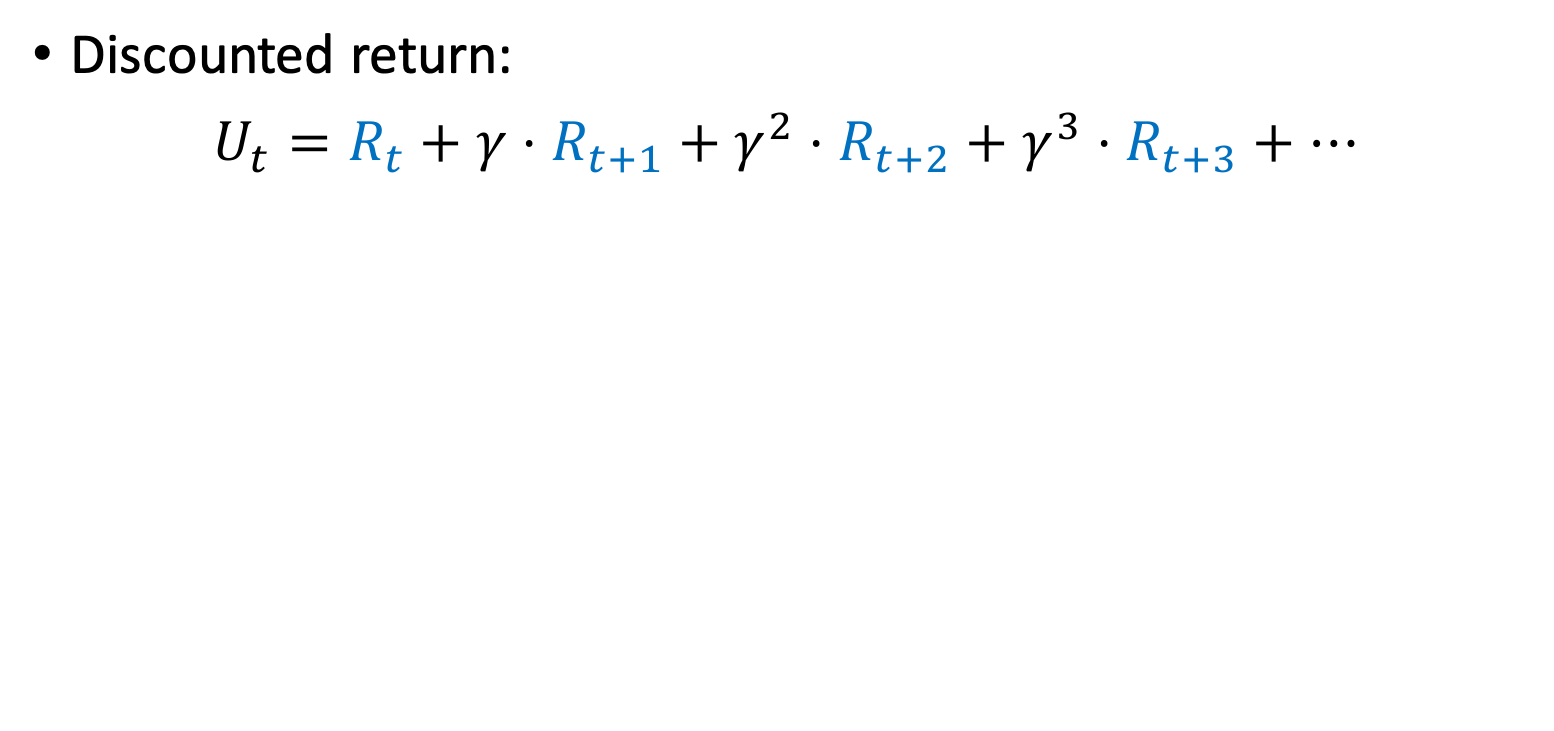 • Discounted return:
U_t = R_t + γ · R_{t+1} + γ^2 · R_{t+2} + γ^3 · R_{t+3} + ⋯